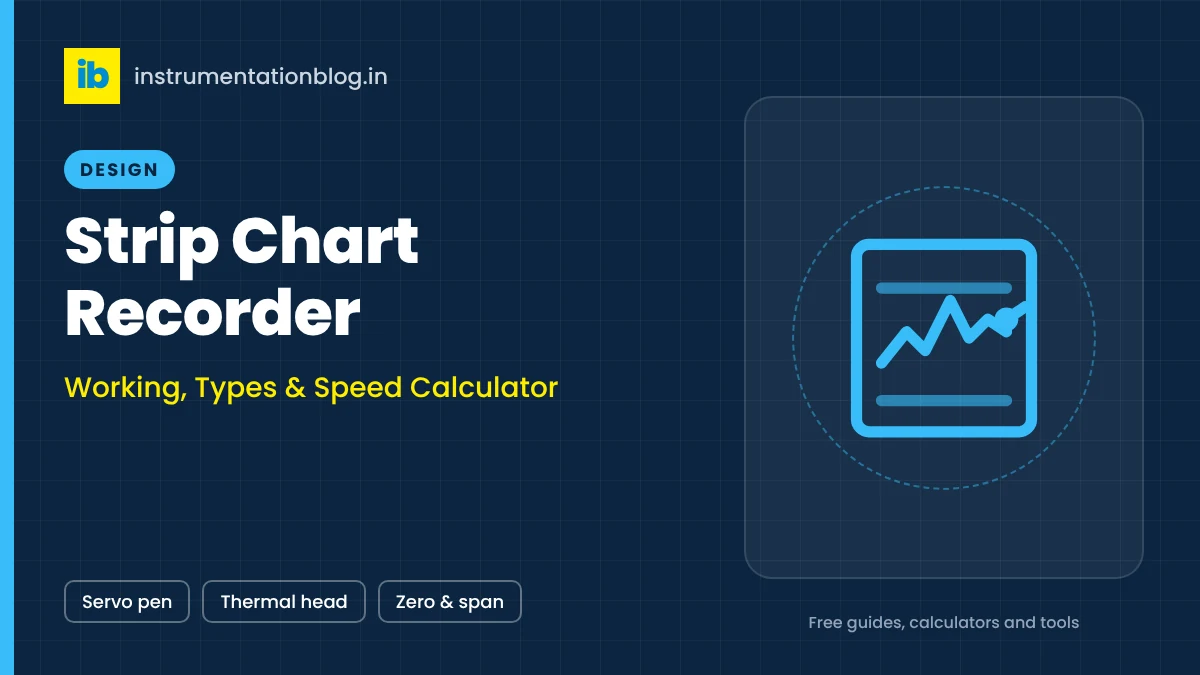 ib
instrumentationblog.in
DESIGN
Strip Chart
Recorder
Working, Types & Speed Calculator
Servo pen
Thermal head
Zero & span
Free guides, calculators and tools